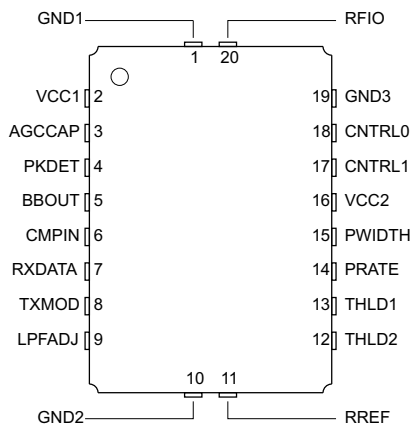 GND1 RFIO
1 20
VCC1 2 19 GND3
AGCCAP 3 18 CNTRL0
PKDET 4 17 CNTRL1
BBOUT 5 16 VCC2
CMPIN 6 15 PWIDTH
RXDATA 7 14 PRATE
TXMOD 8 13 THLD1
LPFADJ 9 12 THLD2
10 11
GND2 RREF